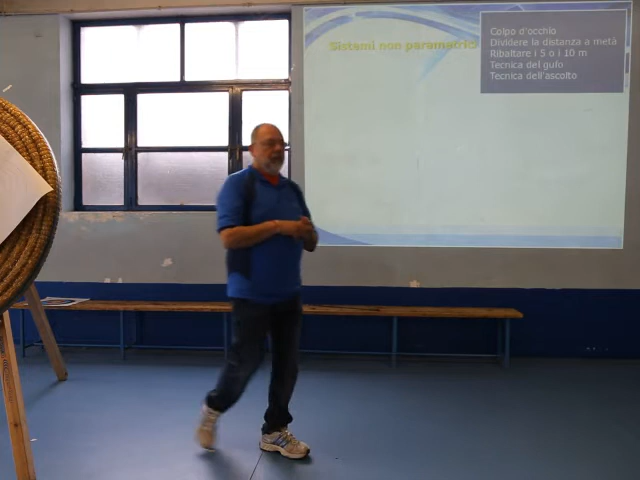 Sistemi non parametrici
Colpo d'occhio
Dividere la distanza a metà
Ribaltare i 5 o i 10 m
Tecnica del gufo
Tecnica dell'ascolto